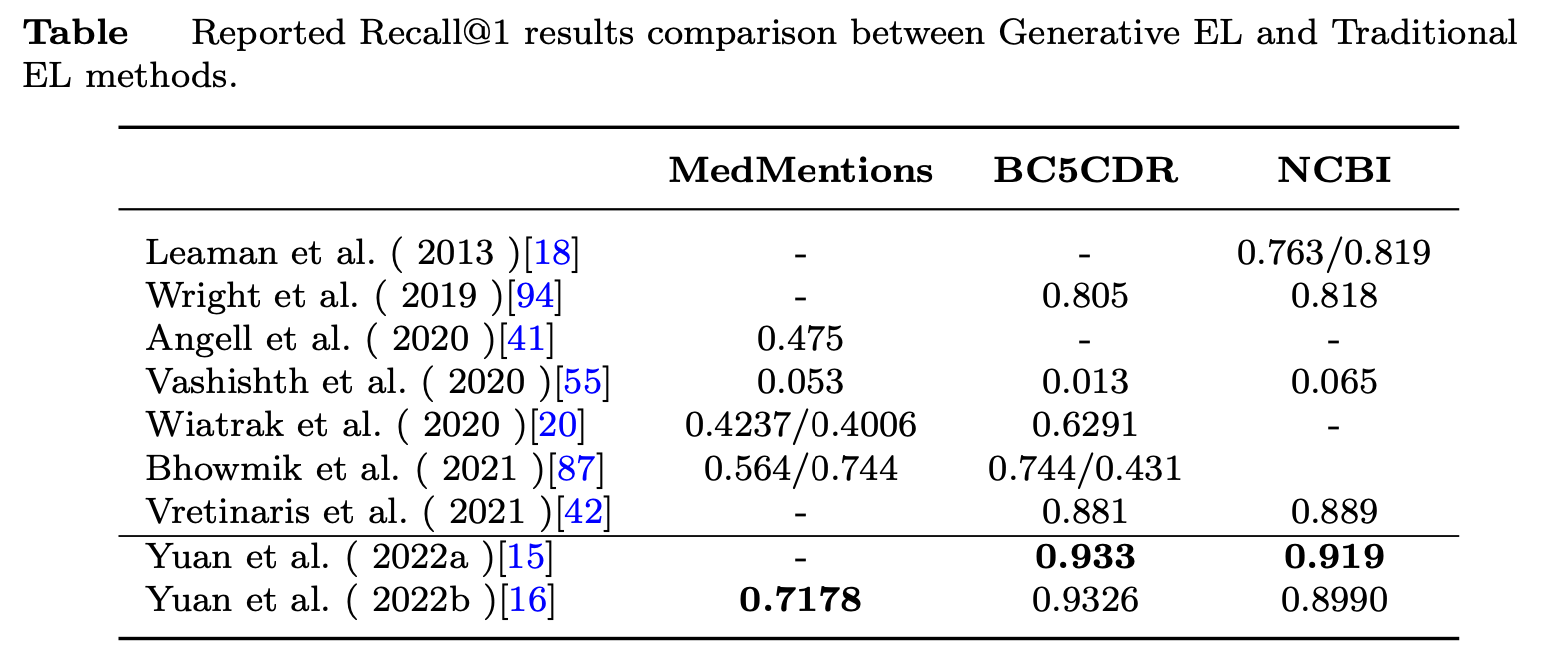 Table Reported Recall@1 results comparison between Generative EL and Traditional
EL methods.
MedMentions BC5CDR NCBI
Leaman et al. ( 2013 )[18] - - 0.763/0.819
Wright et al. ( 2019 )[94] - 0.805 0.818
Angell et al. ( 2020 )[41] 0.475 - -
Vashishth et al. ( 2020 )[55] 0.053 0.013 0.065
Wiatrak et al. ( 2020 )[20] 0.4237/0.4006 0.6291 -
Bhowmik et al. ( 2021 )[87] 0.564/0.744 0.744/0.431
Vretinaris et al. ( 2021 )[42] - 0.881 0.889
Yuan et al. ( 2022a )[15] - 0.933 0.919
Yuan et al. ( 2022b )[16] 0.7178 0.9326 0.8990